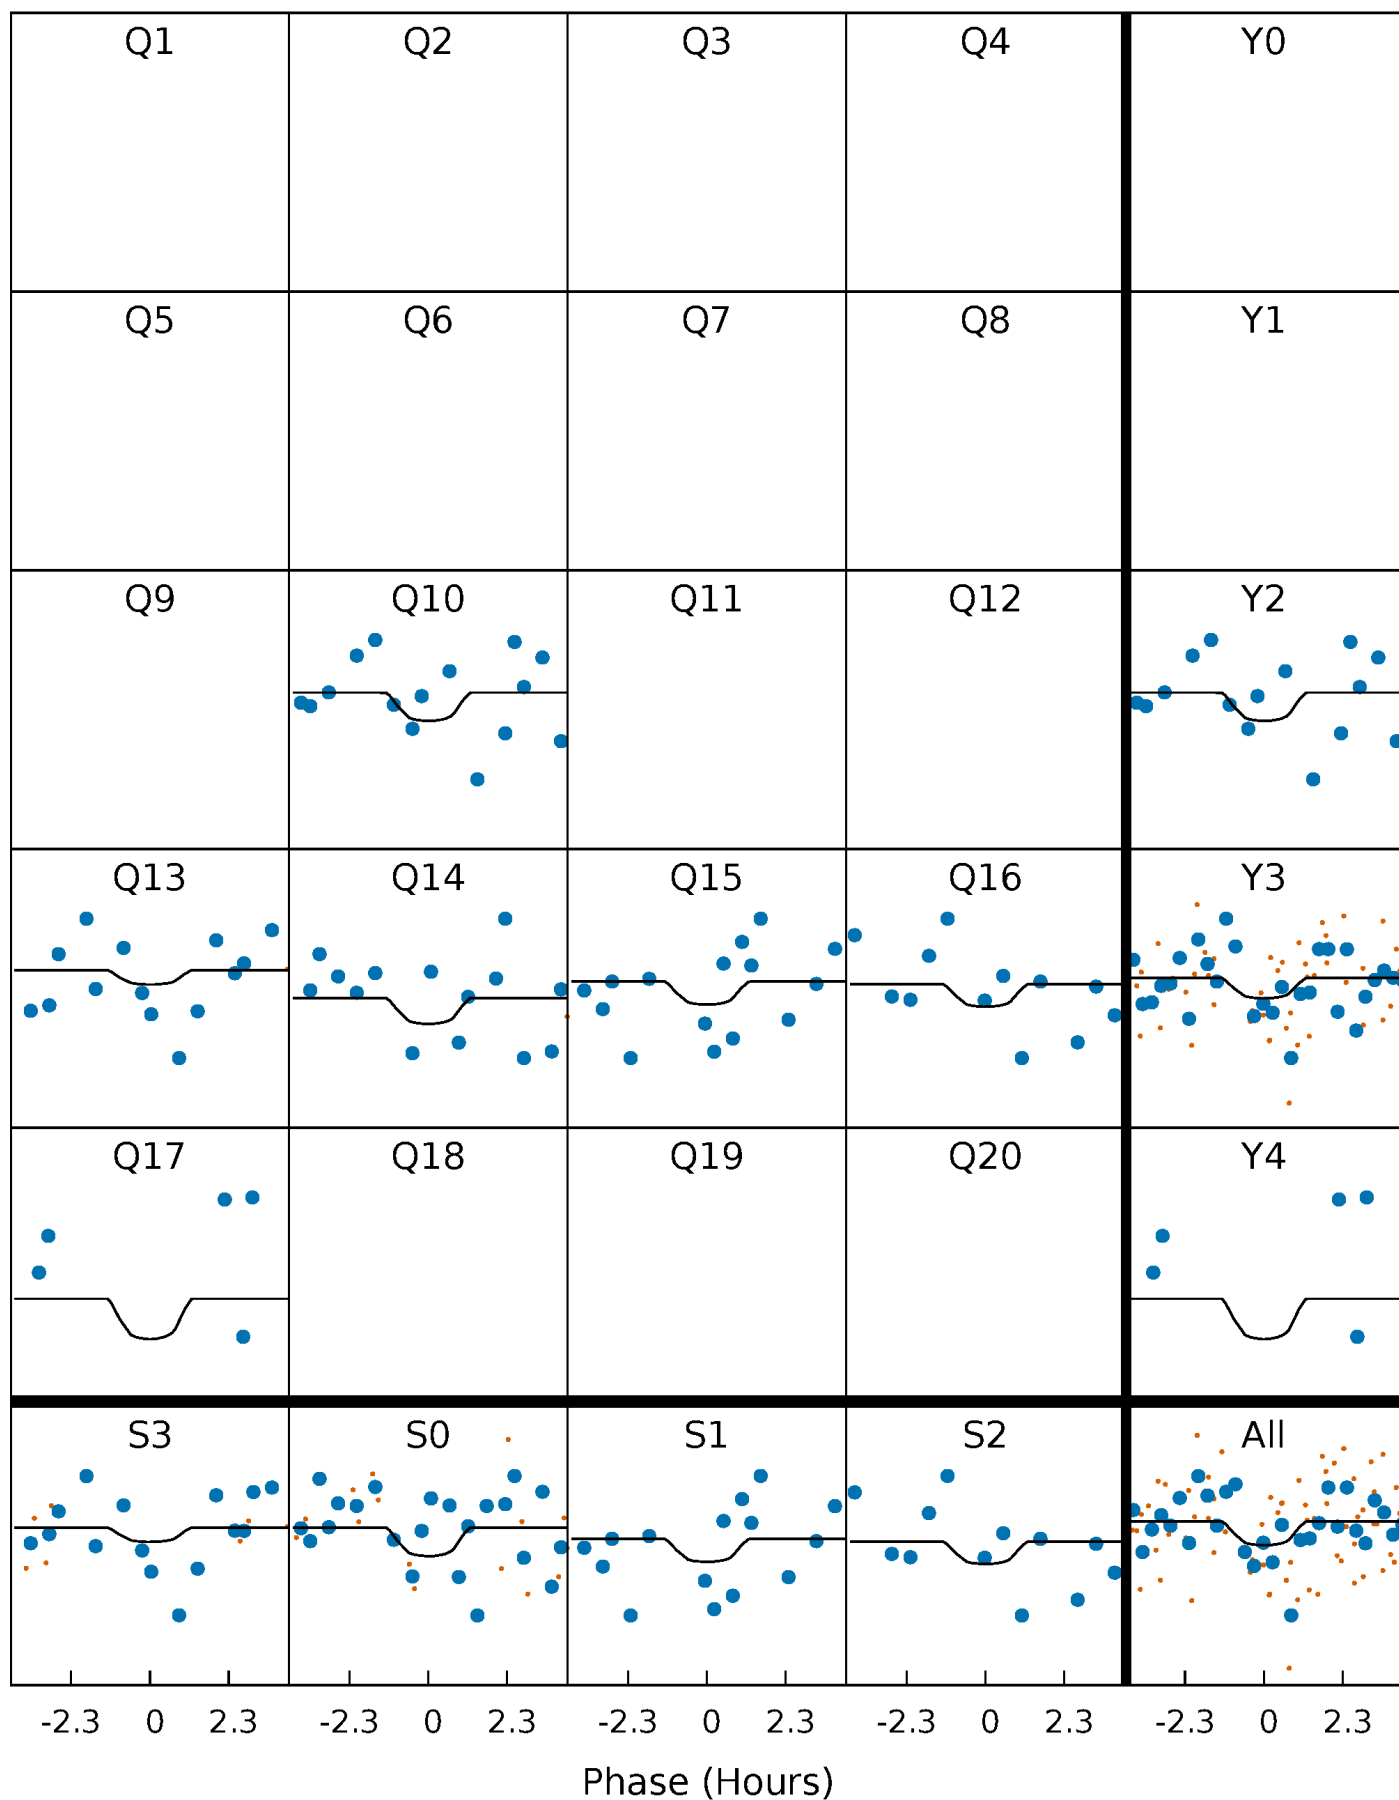 Q1 Q2 Q3 Q4 Y0
Q5 Q6 Q7 Q8 Y1
Q9 Q10 Q11 Q12 Y2
Q13 Q14 Q15 Q16 Y3
Q17 Q18 Q19 Q20 Y4
S3 S0 S1 S2 All
-2.3 0 2.3 -2.3 0 2.3 -2.3 0 2.3 -2.3 0 2.3 -2.3 0 2.3
Phase (Hours)